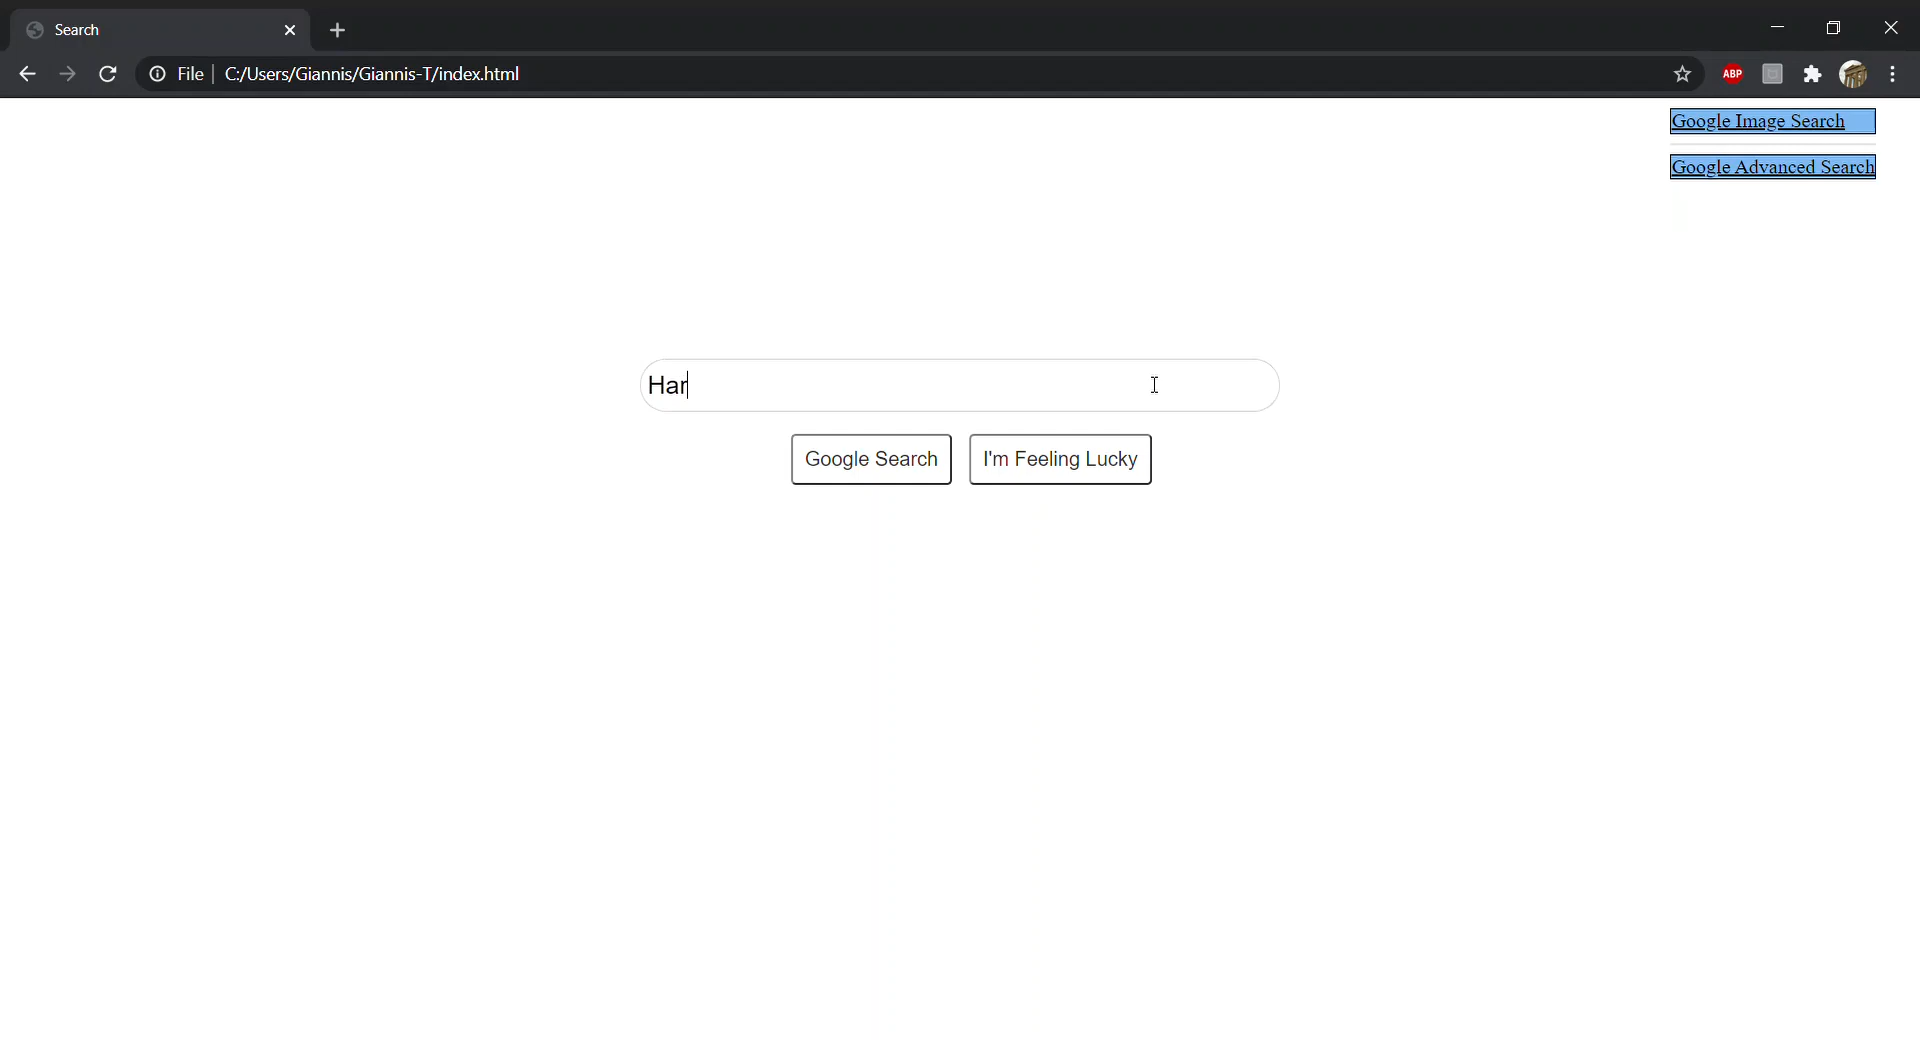 Search
File
C:/Users/Giannis/Giannis-T/index.html
ABP
Google Image Search
Google Advanced Search
Har
Google Search
I'm Feeling Lucky